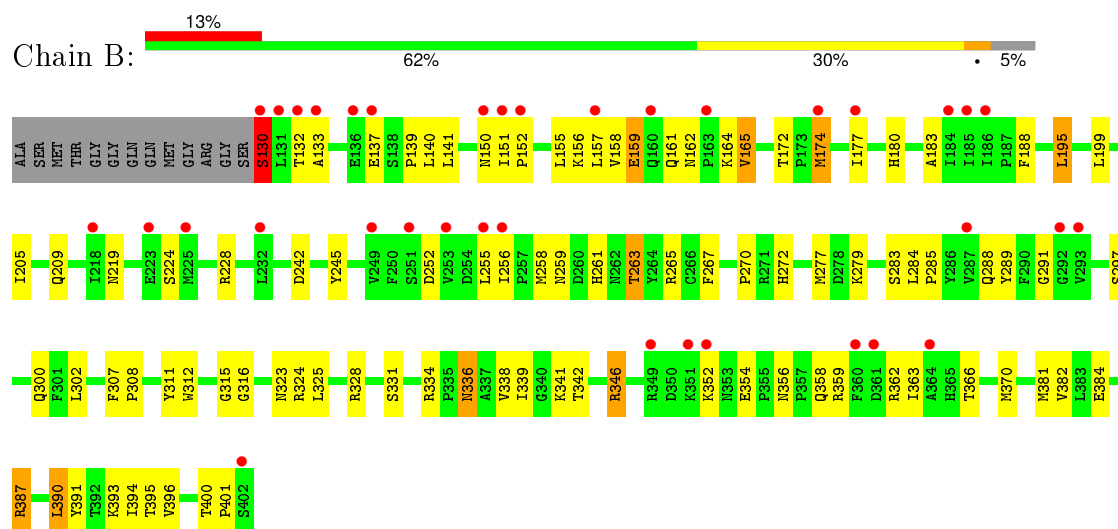 13%
Chain B:
62% 30% • 5%
ALA SER MET THR GLY GLY GLN GLN MET GLY ARG GLY SER S130 L131 T132 A133 E136 E137 S138 P139 L140 L141 N150 I151 P152 L155 K156 L157 V158 E159 Q160 Q161 N162 P163 K164 V165 T172 P173 M174 I177 H180 A183 I184 I185 I186 P187 F188 L195 L199
I205 Q209 I218 N219 E223 S224 M225 R228 L232 D242 Y245 V249 F250 S251 D252 V253 D254 L255 I256 P257 M258 N259 D260 H261 N262 T263 Y264 R265 C266 F267 P270 R271 H272 M277 D278 K279 S283 L284 P285 Y286 V287 Q288 Y289 F290 G291 G292 V293 S297
Q300 F301 L302 F307 P308 Y311 W312 G315 G316 N323 R324 L325 R328 S331 R334 P335 N336 A337 V338 I339 G340 K341 T342 R346 R349 D350 K351 K352 N353 E354 P355 N356 P357 Q358 R359 F360 D361 R362 I363 A364 H365 T366 M370 M381 V382 L383 E384
R387 L390 Y391 T392 K393 I394 T395 V396 T400 P401 S402